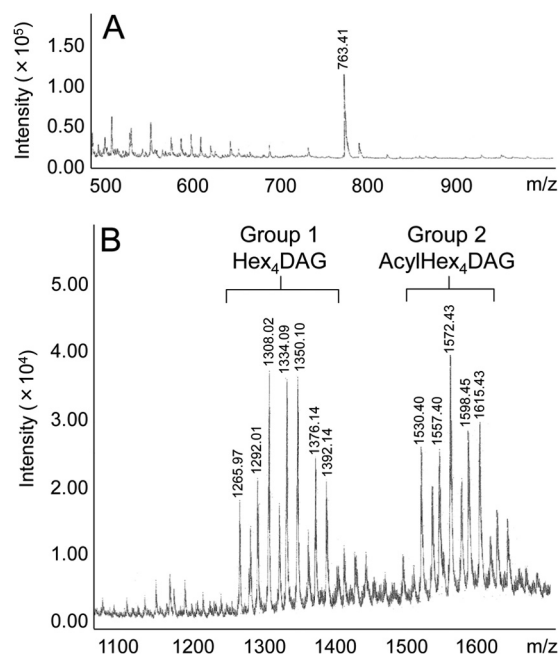 A
Intensity (×10⁵)
1.50
1.00
0.50
0.00
763.41
500 600 700 800 900 m/z
B
Group 1
Hex₄DAG
Group 2
AcylHex₄DAG
Intensity (×10⁴)
5.00
4.00
3.00
2.00
1.00
0.00
1265.97
1292.01
1308.02
1334.09
1350.10
1376.14
1392.14
1530.40
1557.40
1572.43
1598.45
1615.43
1100 1200 1300 1400 1500 1600 m/z